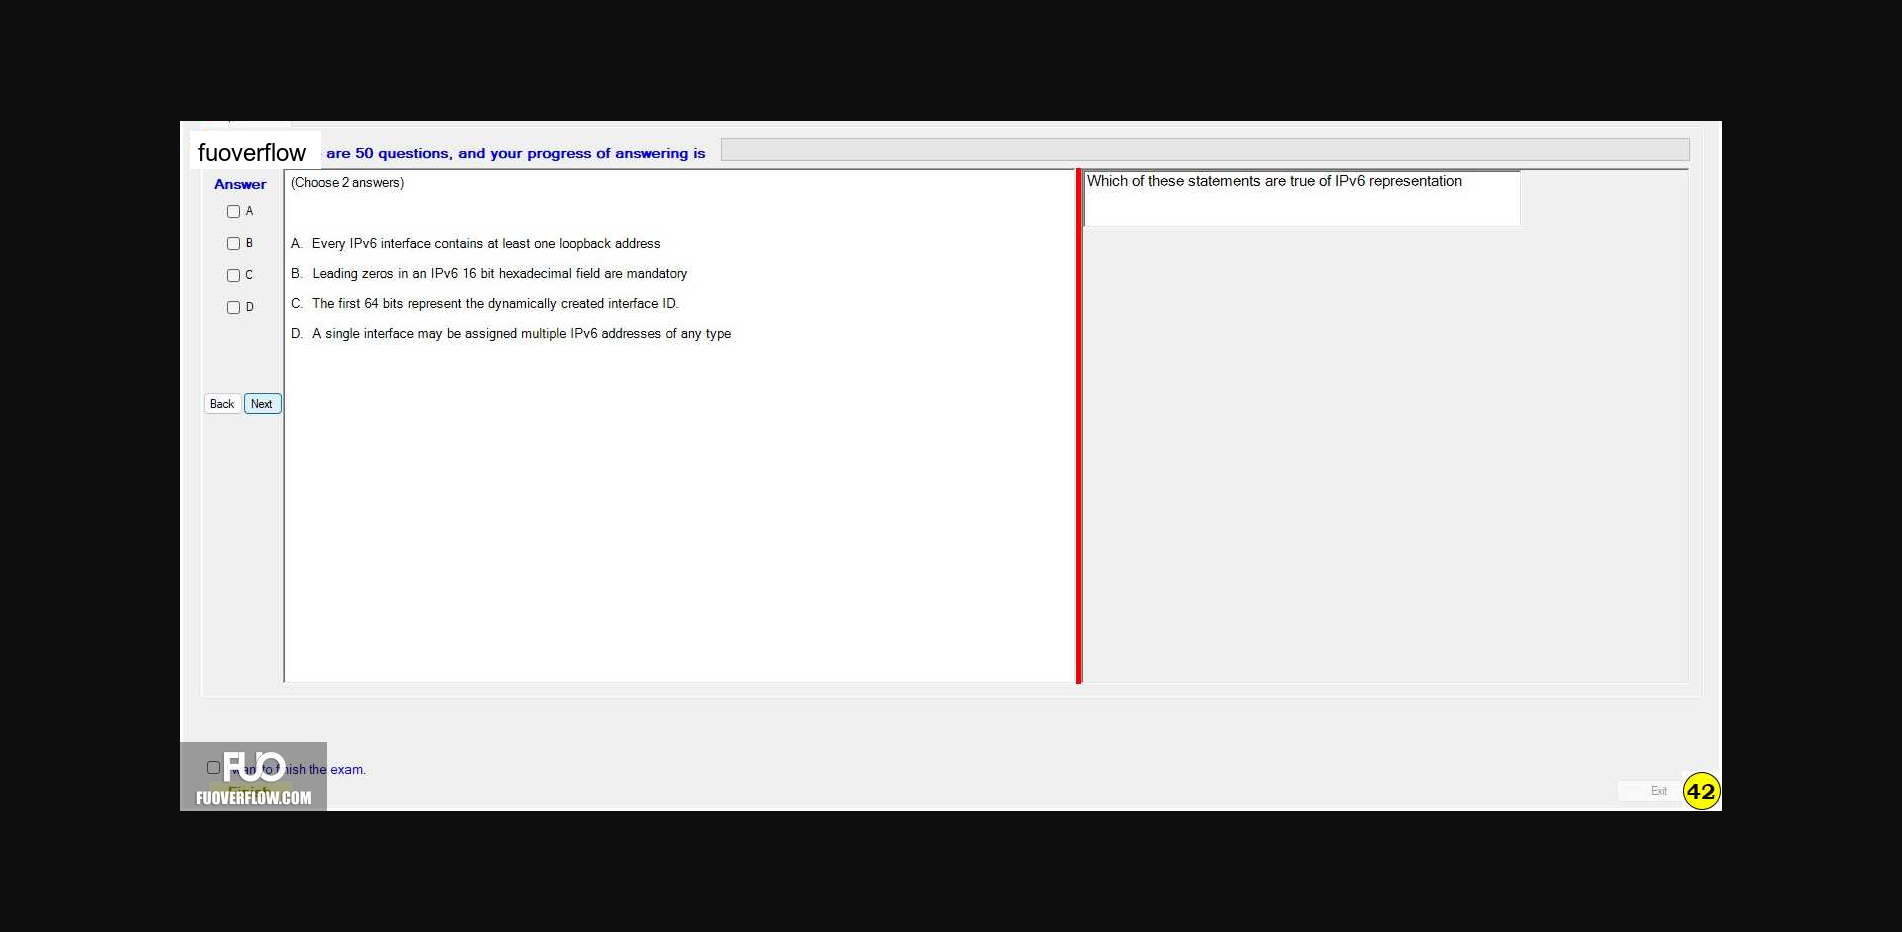 fuoverflow are 50 questions, and your progress of answering is
Answer
A
B
C
D
Back Next
(Choose 2 answers)
A. Every IPv6 interface contains at least one loopback address
B. Leading zeros in an IPv6 16 bit hexadecimal field are mandatory
C. The first 64 bits represent the dynamically created interface ID.
D. A single interface may be assigned multiple IPv6 addresses of any type
Which of these statements are true of IPv6 representation
FUO
want to finish the exam.
Finish
FUOVERFLOW.COM
Exit
42